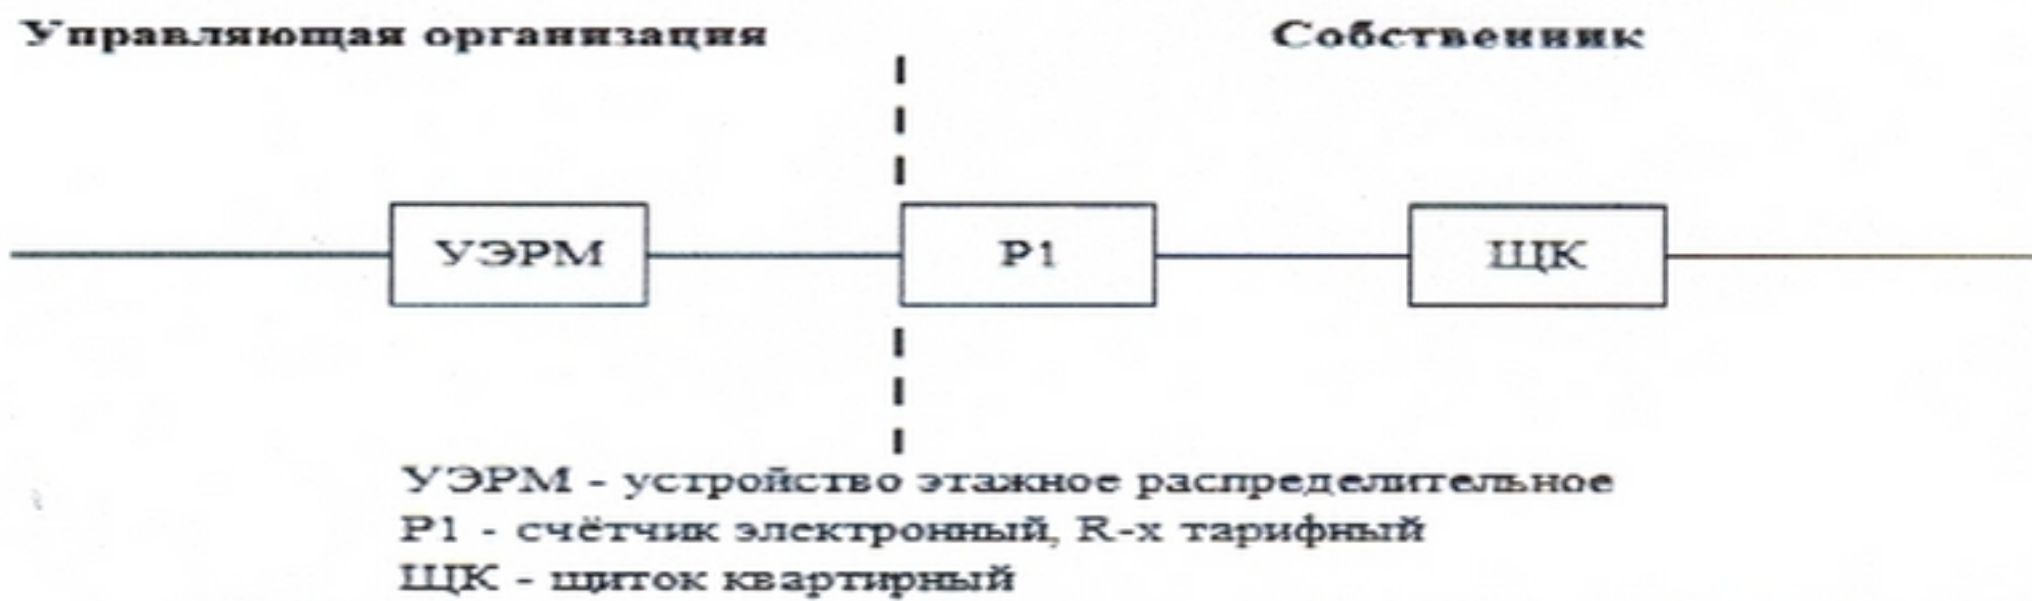 Управляющая организация
Собственник
УЭРМ
Р1
ЩК
УЭРМ - устройство этажное распределительное
Р1 - счётчик электронный, R-х тарифный
ЩК - щиток квартирный